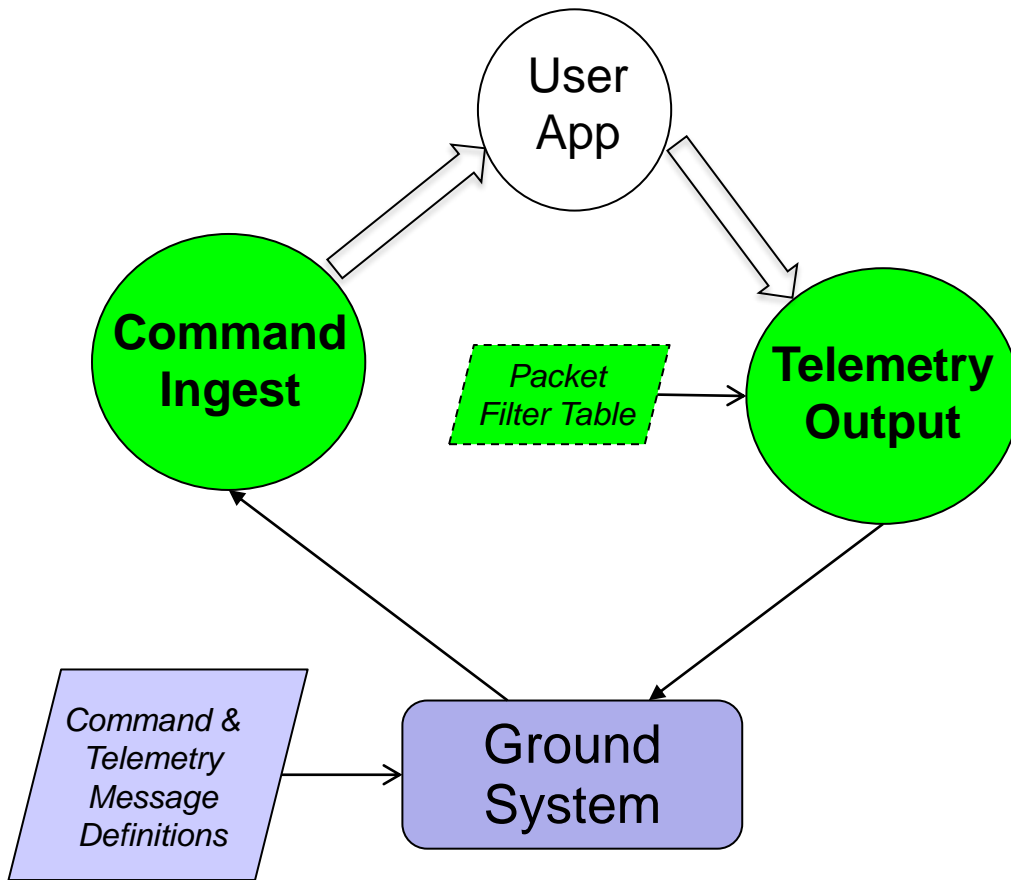 User
App
Command
Ingest
Packet
Filter Table
Telemetry
Output
Command &
Telemetry
Message
Definitions
Ground
System